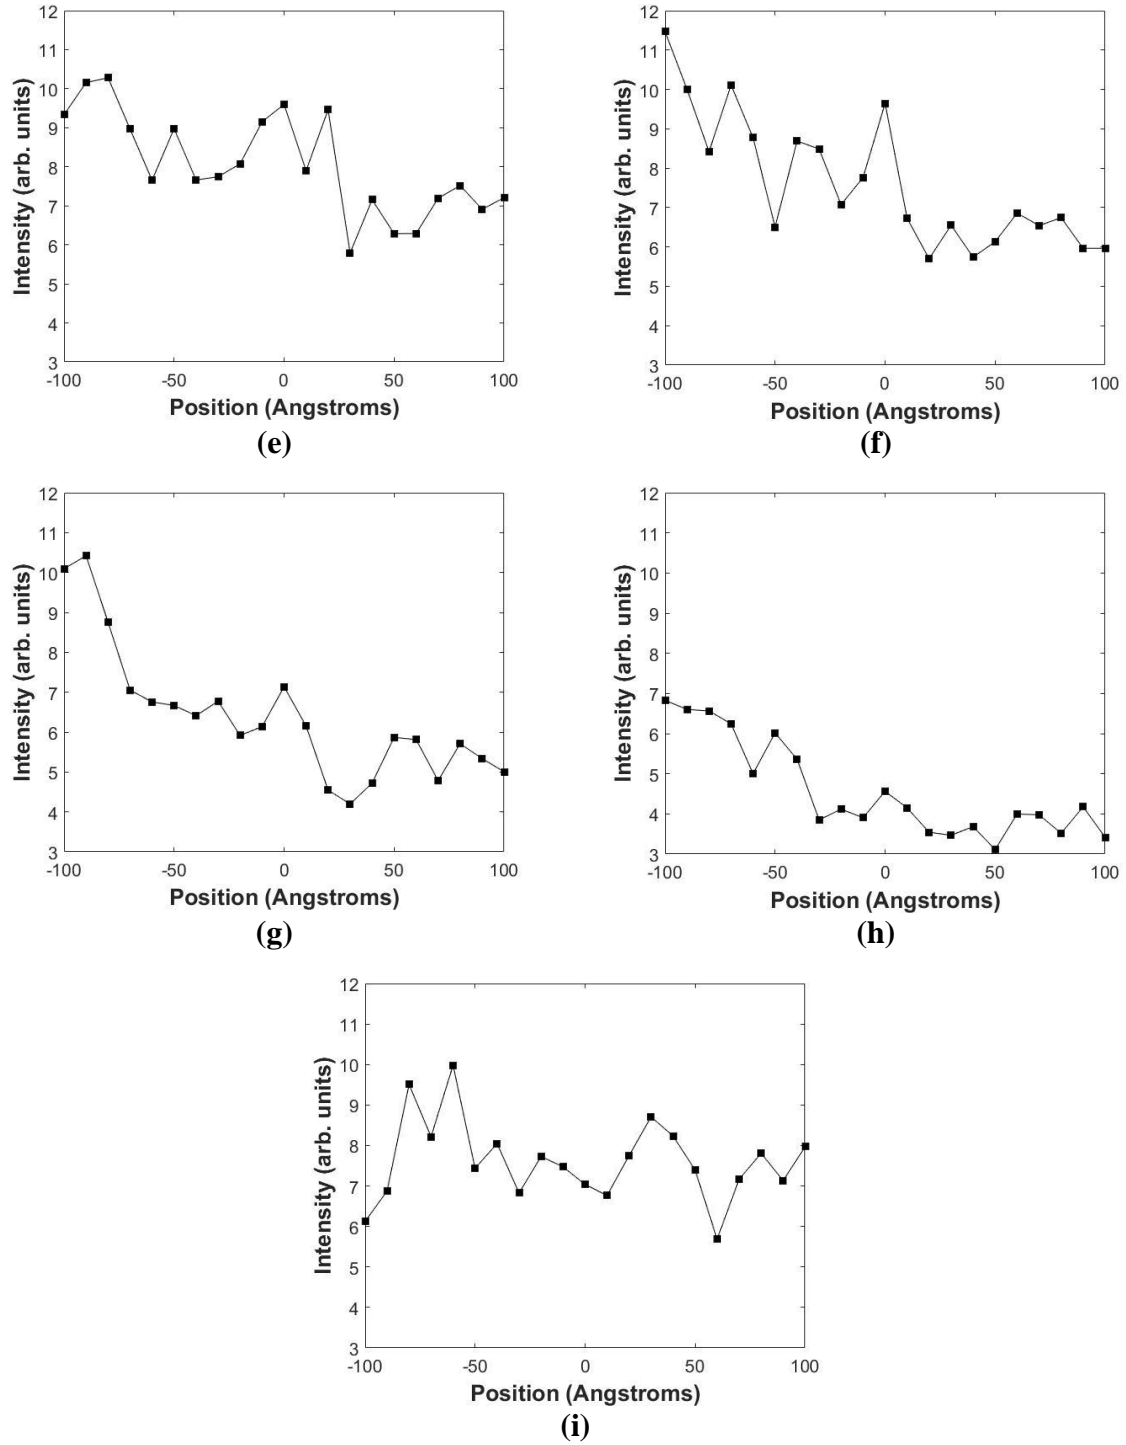 12
11
10
9
8
7
6
5
4
3
Intensity (arb. units)
-100 -50 0 50 100
Position (Angstroms)
(e)
12
11
10
9
8
7
6
5
4
3
Intensity (arb. units)
-100 -50 0 50 100
Position (Angstroms)
(f)
12
11
10
9
8
7
6
5
4
3
Intensity (arb. units)
-100 -50 0 50 100
Position (Angstroms)
(g)
12
11
10
9
8
7
6
5
4
3
Intensity (arb. units)
-100 -50 0 50 100
Position (Angstroms)
(h)
12
11
10
9
8
7
6
5
4
3
Intensity (arb. units)
-100 -50 0 50 100
Position (Angstroms)
(i)